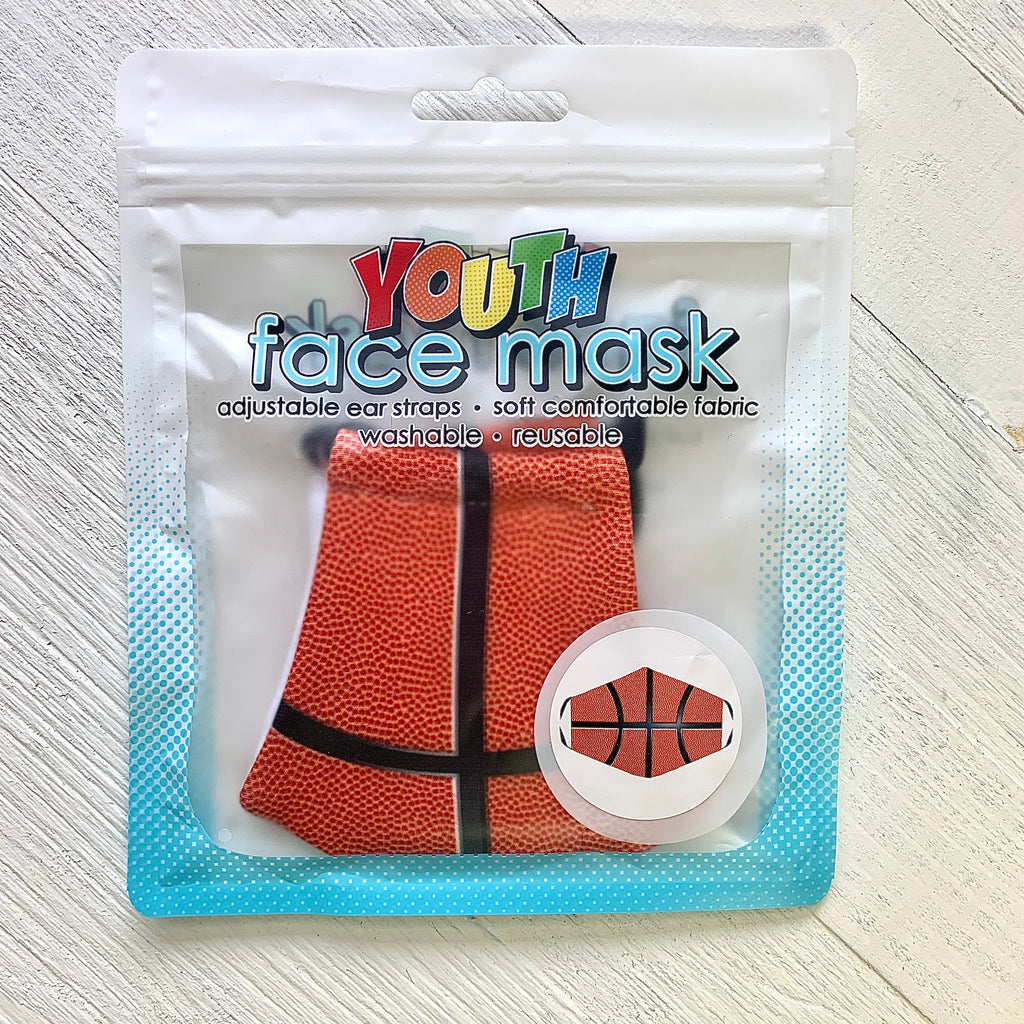 YOUTH
face mask
adjustable ear straps • soft comfortable fabric
washable • reusable